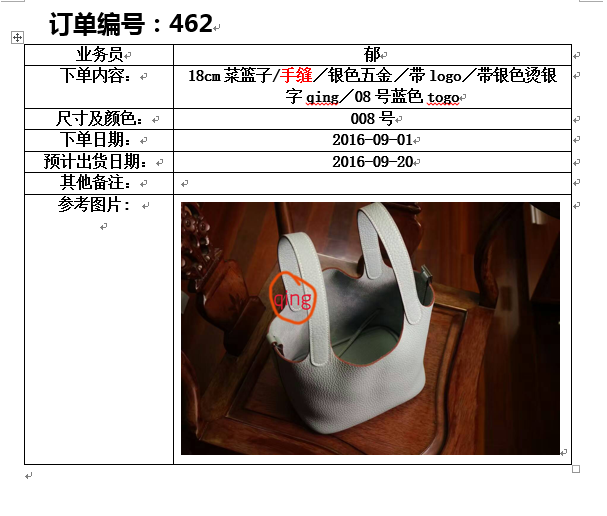 订单编号：462
业务员 郁
下单内容： 18cm 菜篮子/手缝／银色五金／带 logo／带银色烫银
字 qing／08 号蓝色 togo
尺寸及颜色： 008 号
下单日期： 2016-09-01
预计出货日期： 2016-09-20
其他备注：
参考图片：
qing